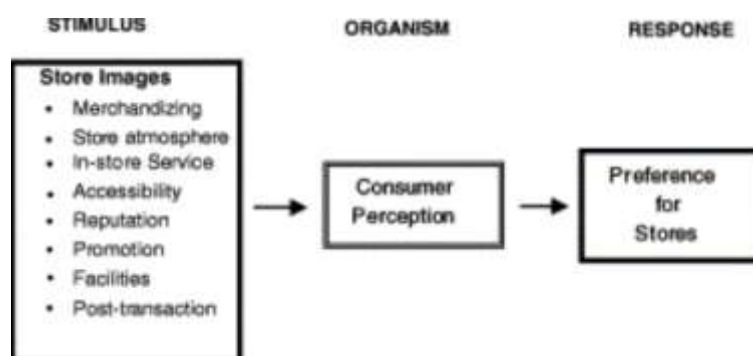 STIMULUS
ORGANISM
RESPONSE
Store Images
• Merchandizing
• Store atmosphere
• In-store Service
• Accessibility
• Reputation
• Promotion
• Facilities
• Post-transaction
Consumer
Perception
Preference
for
Stores